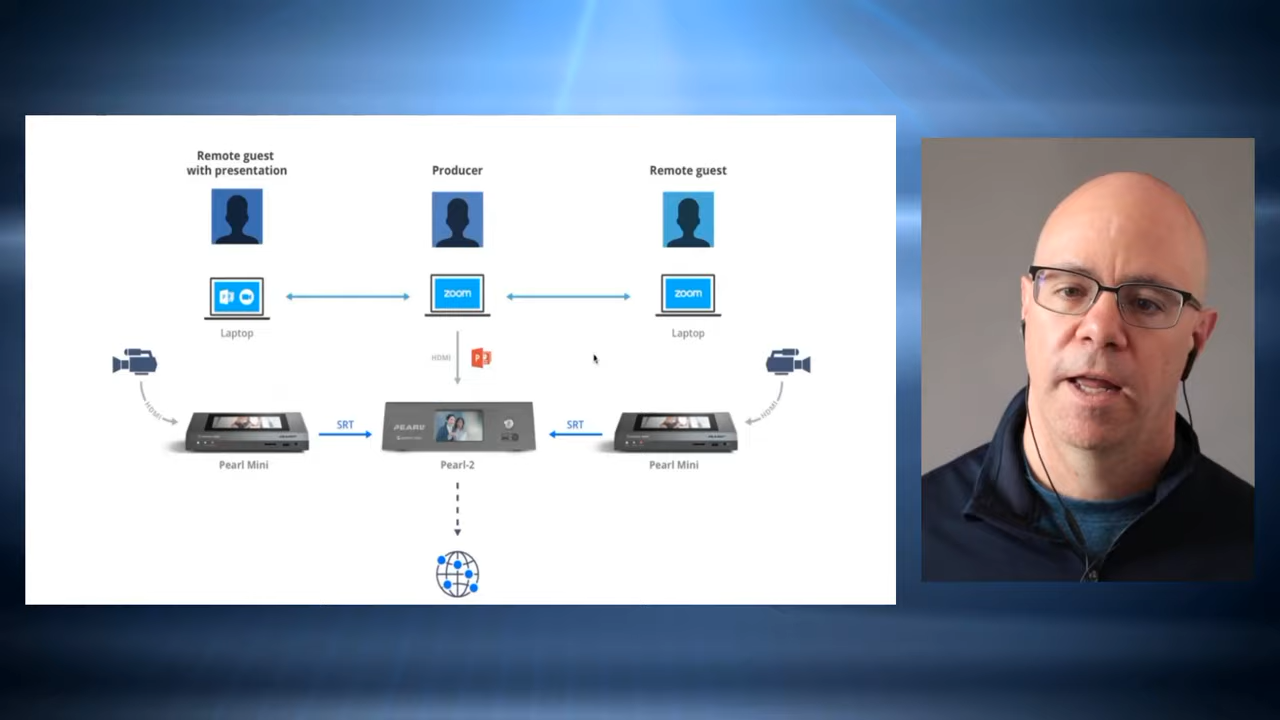 Remote guest
with presentation
Producer
Remote guest
zoom
zoom
Laptop
Laptop
HDMI
P
HDMI
HDMI
SRT
PEARL
SRT
Pearl Mini
Pearl-2
Pearl Mini